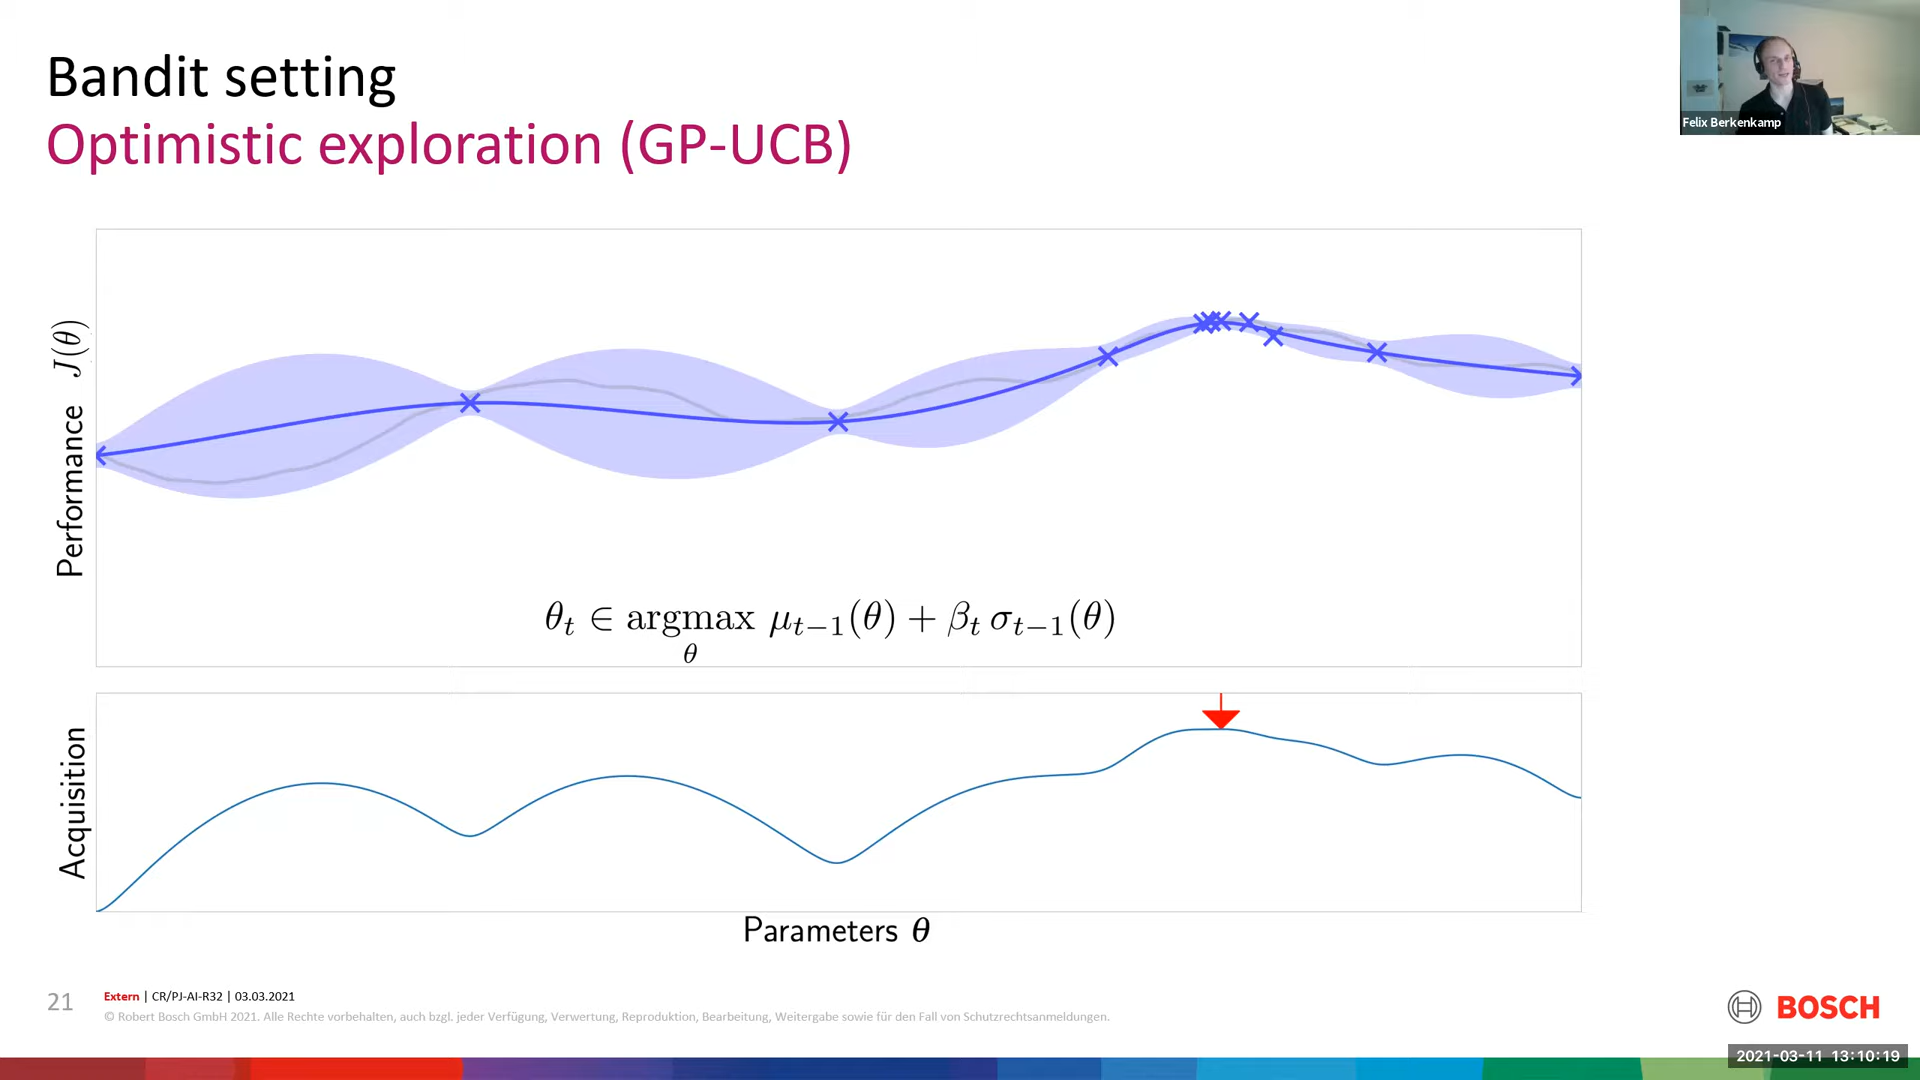 Bandit setting
Optimistic exploration (GP-UCB)
Felix Berkenkamp
Performance J(θ)
θ_t ∈ argmax μ_{t−1}(θ) + β_t σ_{t−1}(θ)
θ
Acquisition
Parameters θ
21
Extern | CR/PJ-AI-R32 | 03.03.2021
© Robert Bosch GmbH 2021. Alle Rechte vorbehalten, auch bzgl. jeder Verfügung, Verwertung, Reproduktion, Bearbeitung, Weitergabe sowie für den Fall von Schutzrechtsanmeldungen.
BOSCH
2021-03-11 13:10:19